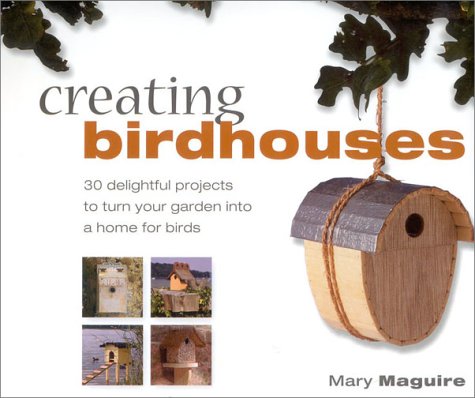 creating
birdhouses
30 delightful projects
to turn your garden into
a home for birds
Mary Maguire